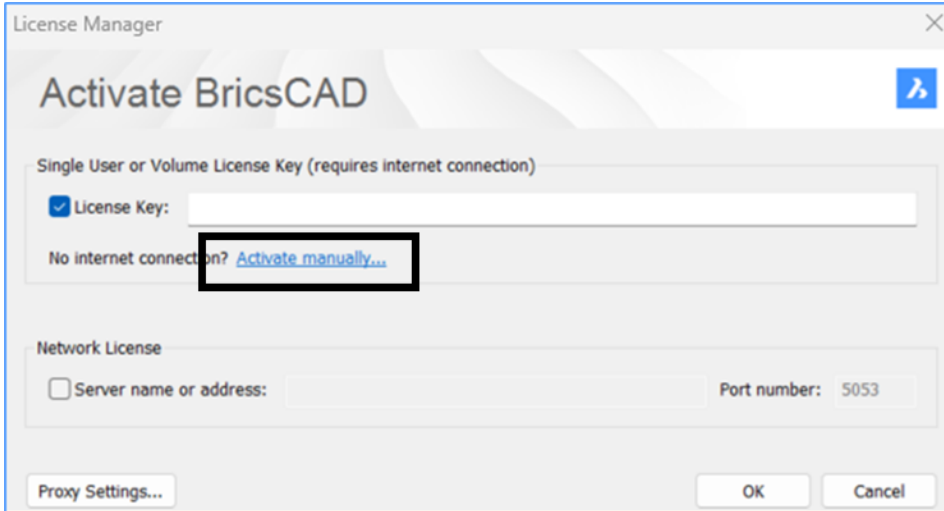 License Manager
Activate BricsCAD
Single User or Volume License Key (requires internet connection)
License Key:
No internet connection? Activate manually...
Network License
Server name or address: Port number: 5053
Proxy Settings... OK Cancel